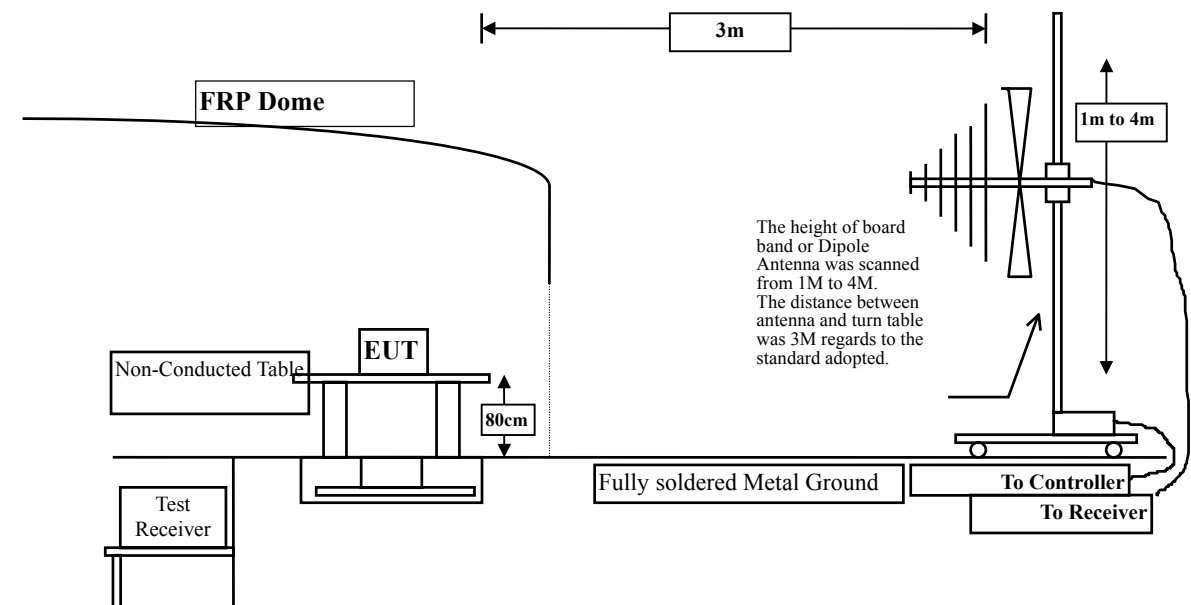 3m
FRP Dome
1m to 4m
The height of board
band or Dipole
Antenna was scanned
from 1M to 4M.
The distance between
antenna and turn table
was 3M regards to the
standard adopted.
EUT
Non-Conducted Table
80cm
Fully soldered Metal Ground
To Controller
To Receiver
Test
Receiver